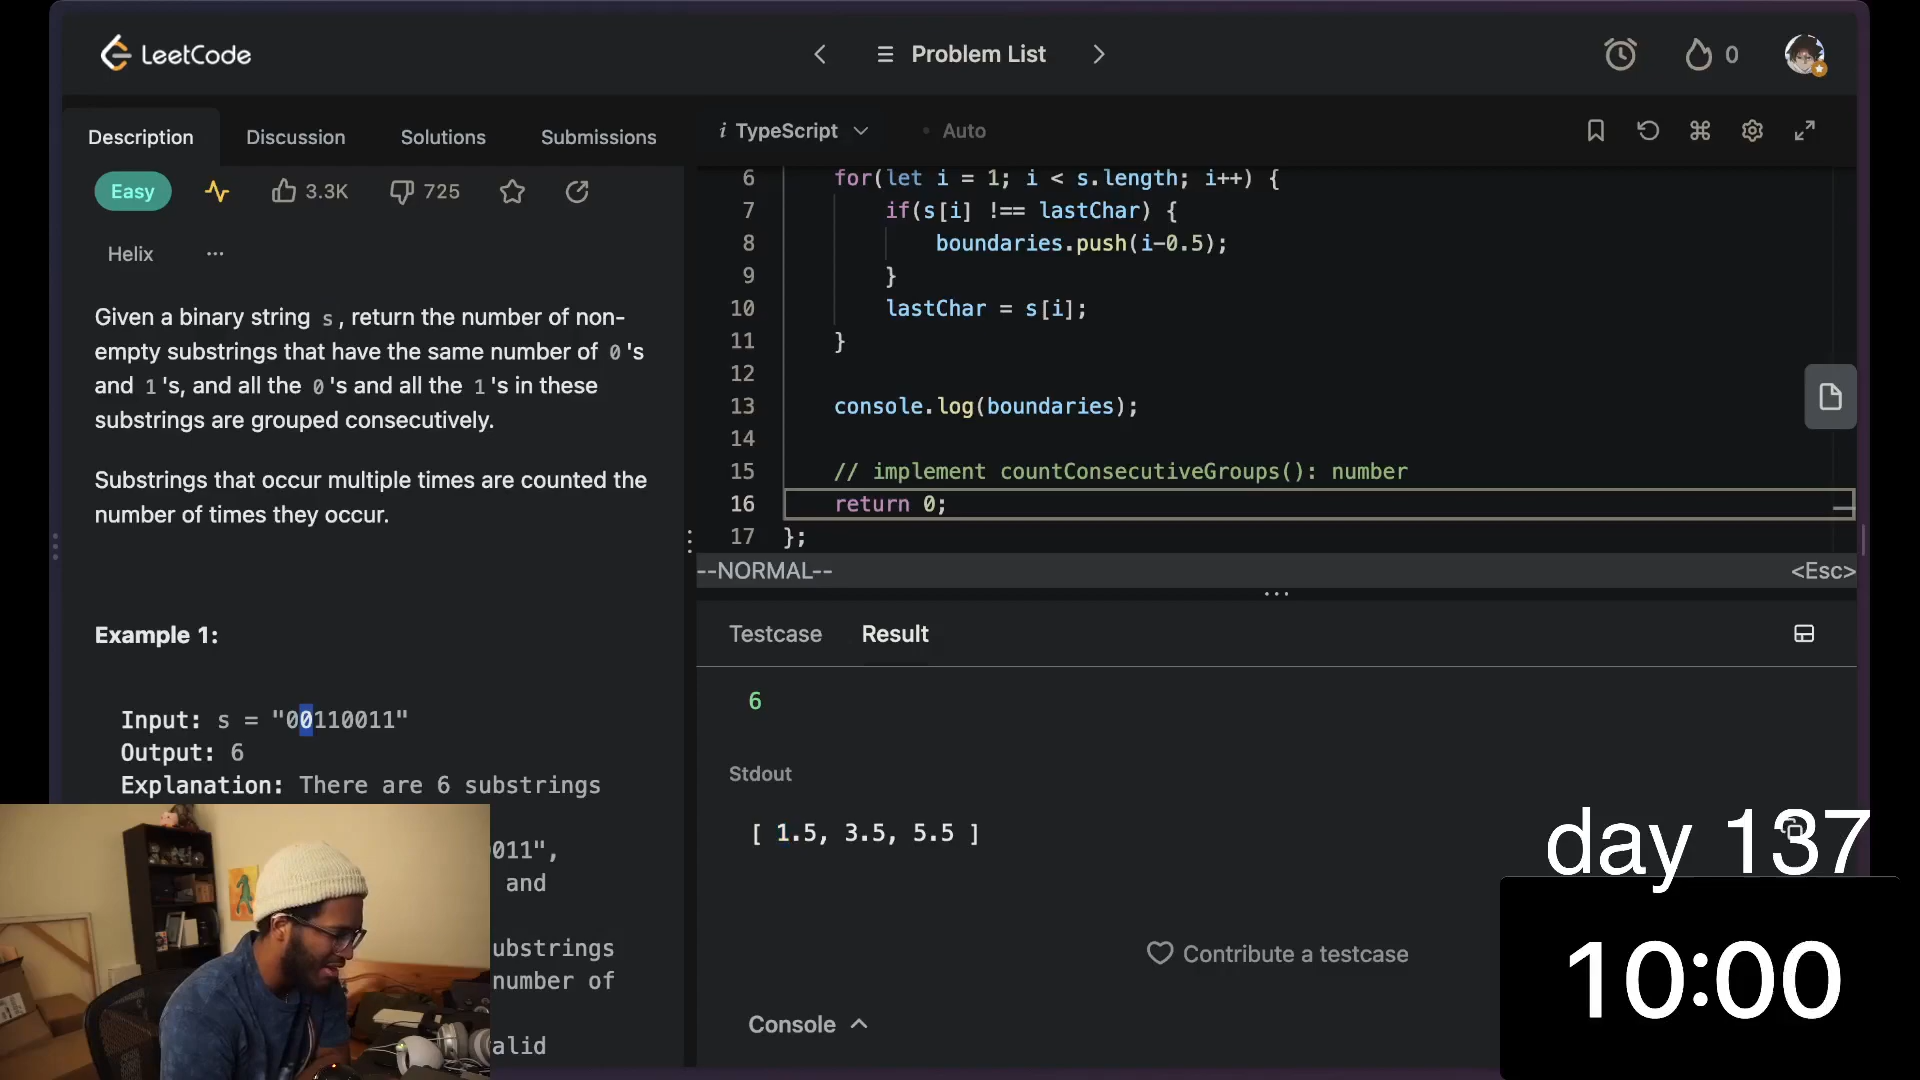 LeetCode
Problem List
0
Description
Discussion
Solutions
Submissions
i TypeScript
• Auto
Easy
3.3K
725
Helix
...
Given a binary string s, return the number of non-
empty substrings that have the same number of 0's
and 1's, and all the 0's and all the 1's in these
substrings are grouped consecutively.
Substrings that occur multiple times are counted the
number of times they occur.
Example 1:
Input: s = "00110011"
Output: 6
Explanation: There are 6 substrings
011",
and
ubstrings
number of
alid
6 for(let i = 1; i < s.length; i++) {
7 if(s[i] !== lastChar) {
8 boundaries.push(i-0.5);
9 }
10 lastChar = s[i];
11 }
12
13 console.log(boundaries);
14
15 // implement countConsecutiveGroups(): number
16 return 0;
17 };
--NORMAL--
<Esc>
Testcase
Result
6
Stdout
[ 1.5, 3.5, 5.5 ]
Contribute a testcase
Console
day 137
10:00